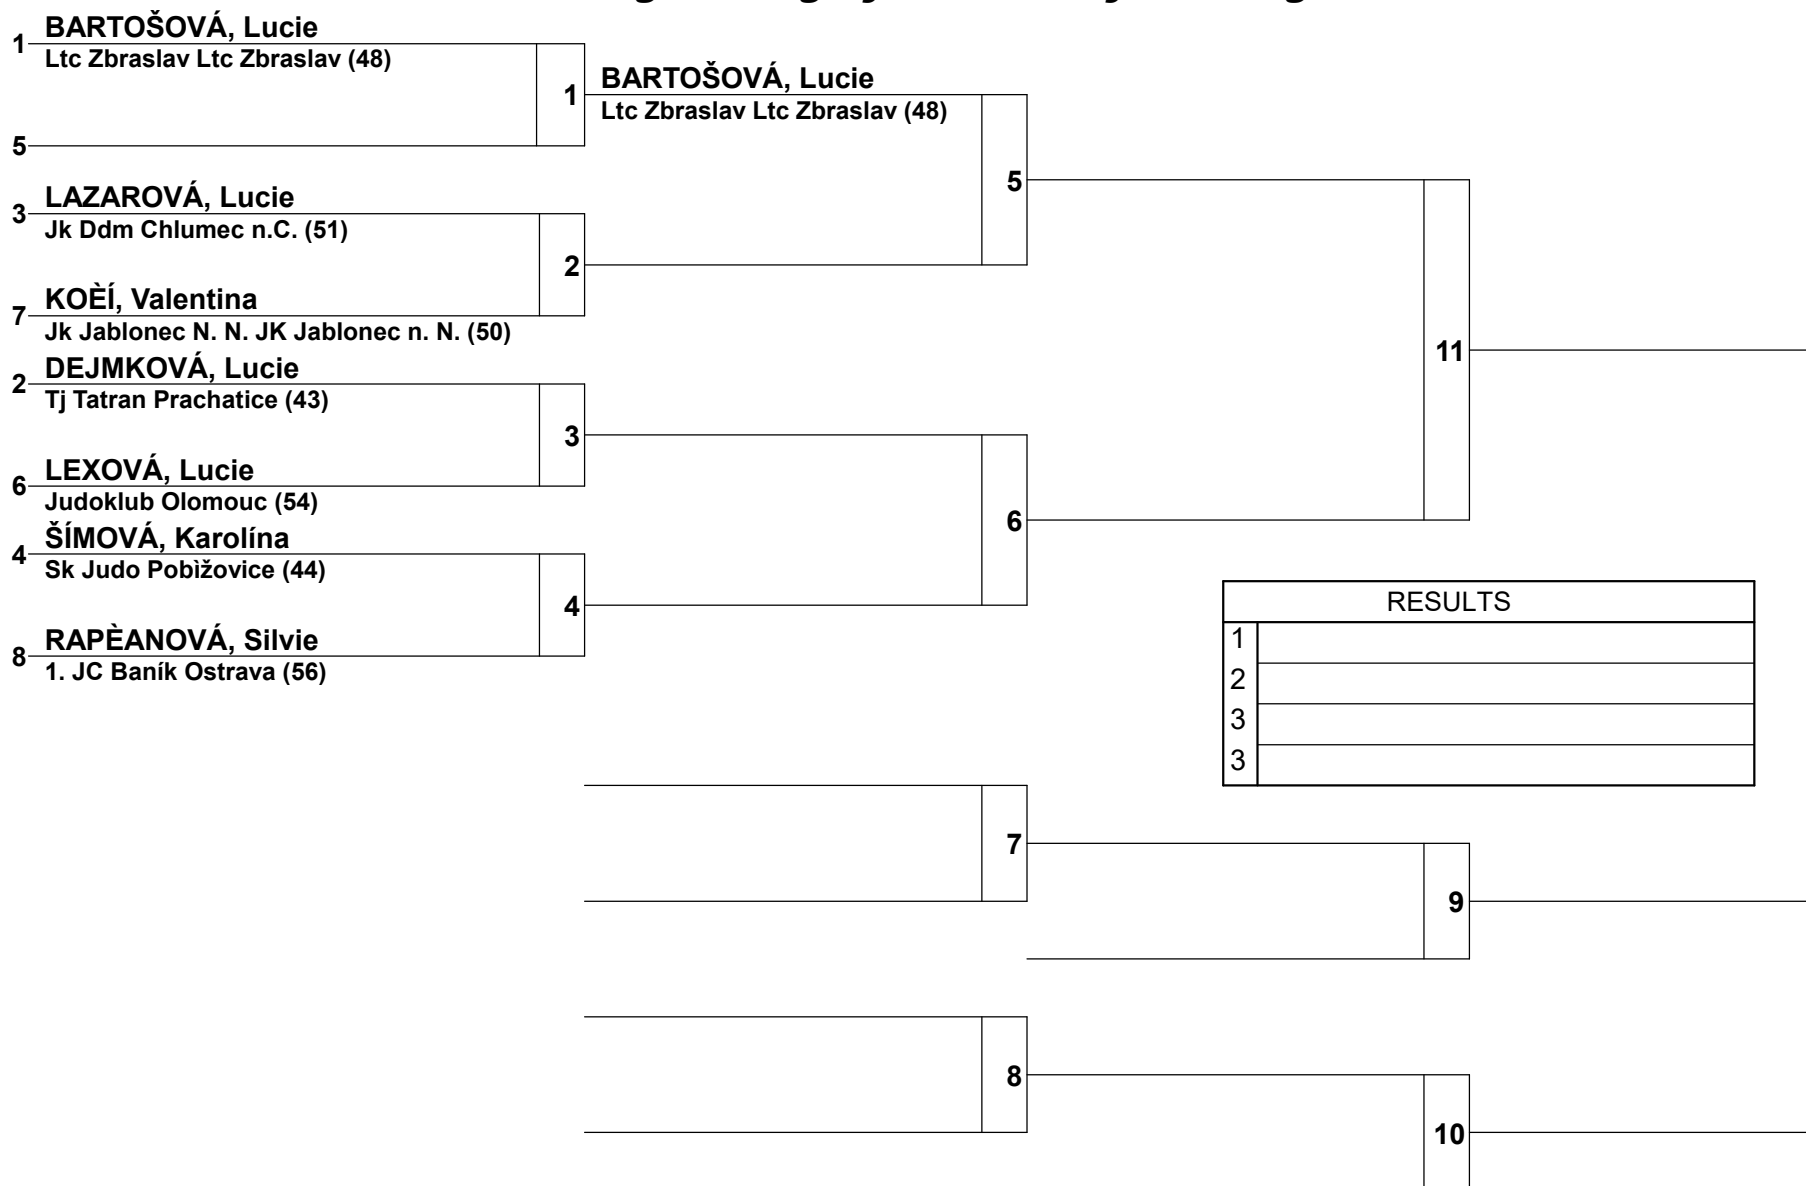 1 BARTOŠOVÁ, Lucie
Ltc Zbraslav Ltc Zbraslav (48)
1 BARTOŠOVÁ, Lucie
Ltc Zbraslav Ltc Zbraslav (48)
5
5
3 LAZAROVÁ, Lucie
Jk Ddm Chlumec n.C. (51)
2
7 KOÈÍ, Valentina
Jk Jablonec N. N. JK Jablonec n. N. (50)
11
2 DEJMKOVÁ, Lucie
Tj Tatran Prachatice (43)
3
6 LEXOVÁ, Lucie
Judoklub Olomouc (54)
6
4 ŠÍMOVÁ, Karolína
Sk Judo Pobìžovice (44)
4
8 RAPÈANOVÁ, Silvie
1. JC Baník Ostrava (56)
RESULTS
1
2
3
3
7
9
8
10